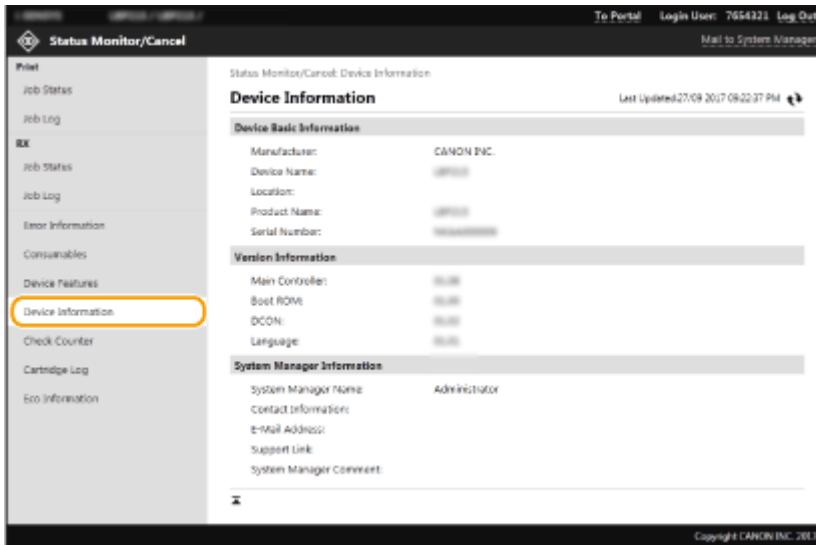 To Portal Login User: 7654321 Log Out
Status Monitor/Cancel
Mail to System Manager
Print
Job Status
Job Log
RX
Job Status
Job Log
Error Information
Consumables
Device Features
Device Information
Check Counter
Cartridge Log
Eco Information
Status Monitor/Cancel: Device Information
Device Information
Last Updated:27/09 2017 09:22:37 PM
Device Basic Information
Manufacturer: CANON INC.
Device Name:
Location:
Product Name:
Serial Number:
Version Information
Main Controller:
Boot ROM:
DCON:
Language:
System Manager Information
System Manager Name: Administrator
Contact Information:
E-Mail Address:
Support Link:
System Manager Comment:
Copyright CANON INC. 2017